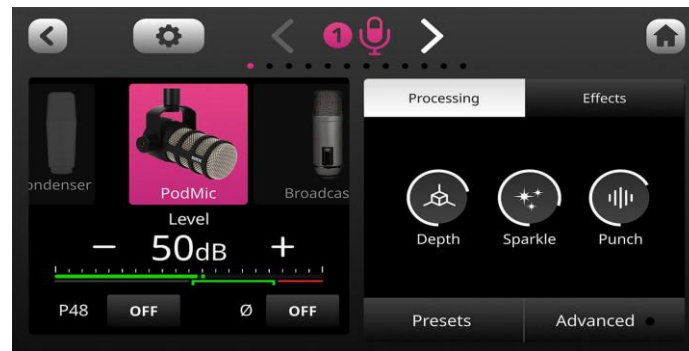 1
Processing
Effects
ondenser
PodMic
Broadcas
Level
− 50dB +
Depth
Sparkle
Punch
P48
OFF
Ø
OFF
Presets
Advanced